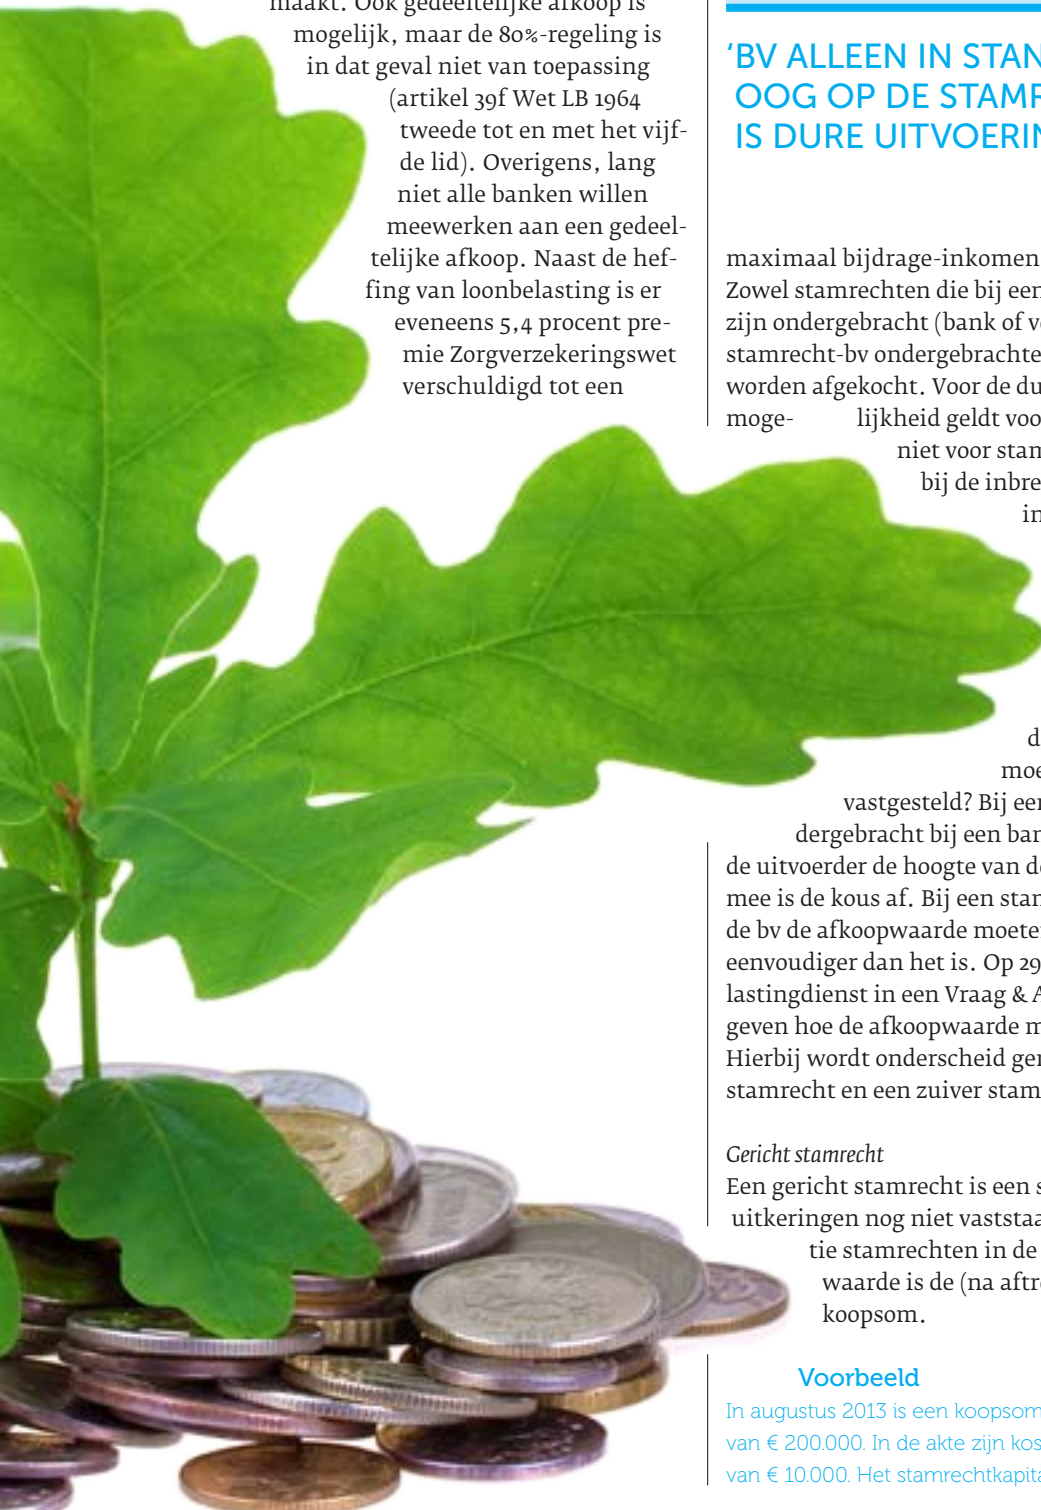 maakt. Ook gedeeltelijke afkoop is
mogelijk, maar de 80%-regeling is
in dat geval niet van toepassing
(artikel 39f Wet LB 1964
tweede tot en met het vijf-
de lid). Overigens, lang
niet alle banken willen
meewerken aan een gedeel-
telijke afkoop. Naast de hef-
fing van loonbelasting is er
eveneens 5,4 procent pre-
mie Zorgverzekeringswet
verschuldigd tot een
‘BV ALLEEN IN STAN
OOG OP DE STAMR
IS DURE UITVOERIN
maximaal bijdrage-inkomen
Zowel stamrechten die bij een
zijn ondergebracht (bank of ve
stamrecht-bv ondergebrachte
worden afgekocht. Voor de du
moge- lijkheid geldt voo
niet voor stam
bij de inbre
in
d
moe
vastgesteld? Bij een
dergebracht bij een ban
de uitvoerder de hoogte van de
mee is de kous af. Bij een stam
de bv de afkoopwaarde moeten
eenvoudiger dan het is. Op 29
lastingdienst in een Vraag & A
geven hoe de afkoopwaarde m
Hierbij wordt onderscheid gem
stamrecht en een zuiver stam
Gericht stamrecht
Een gericht stamrecht is een s
uitkeringen nog niet vaststaa
tie stamrechten in de
waarde is de (na aftre
koopsom.
Voorbeeld
In augustus 2013 is een koopsom
van € 200.000. In de akte zijn kos
van € 10.000. Het stamrechtkapita